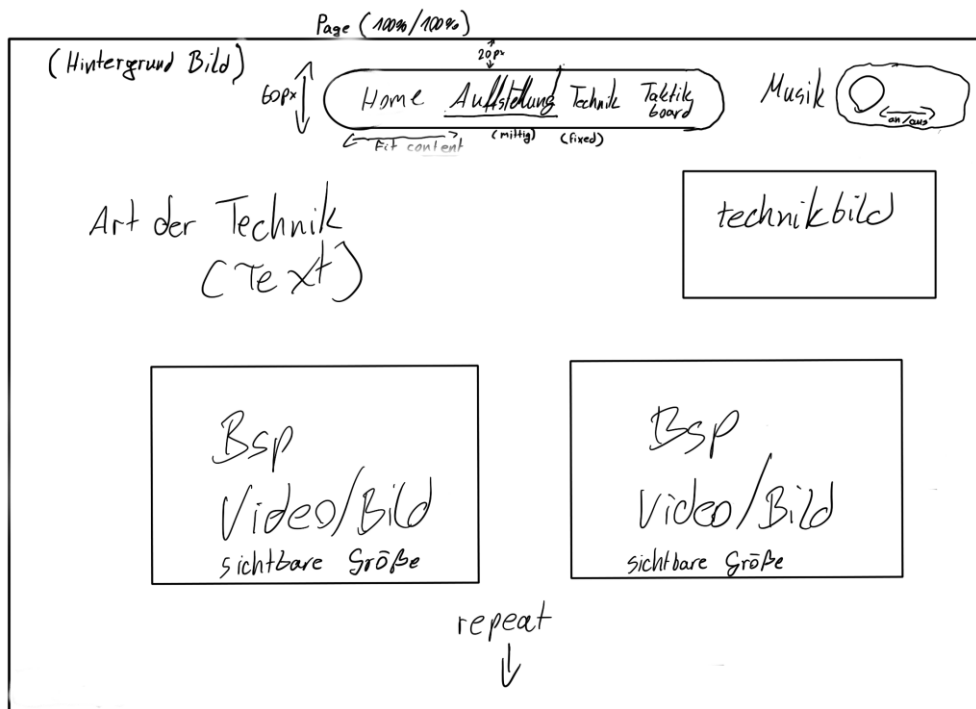 Page (100%/100%)
(Hintergrund Bild)
20px
60px
Home Aufstellung Technik Taktik
board
Musik
an/aus
Fit content
(mittig) (fixed)
Art der Technik
(Text)
technikbild
Bsp
Video/Bild
sichtbare Größe
Bsp
Video/Bild
sichtbare Größe
repeat